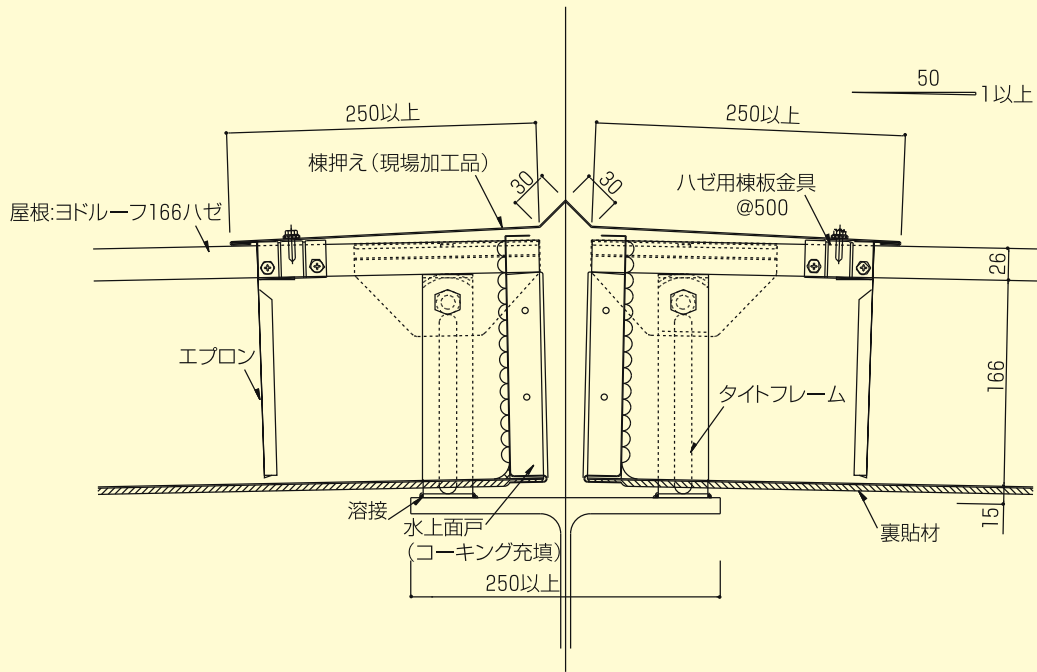 50
1以上
250以上
250以上
棟押え(現場加工品)
30
30
ハゼ用棟板金具
@500
屋根:ヨドルーフ166ハゼ
26
エプロン
166
タイトフレーム
溶接
水上面戸
(コーキング充填)
15
裏貼材
250以上